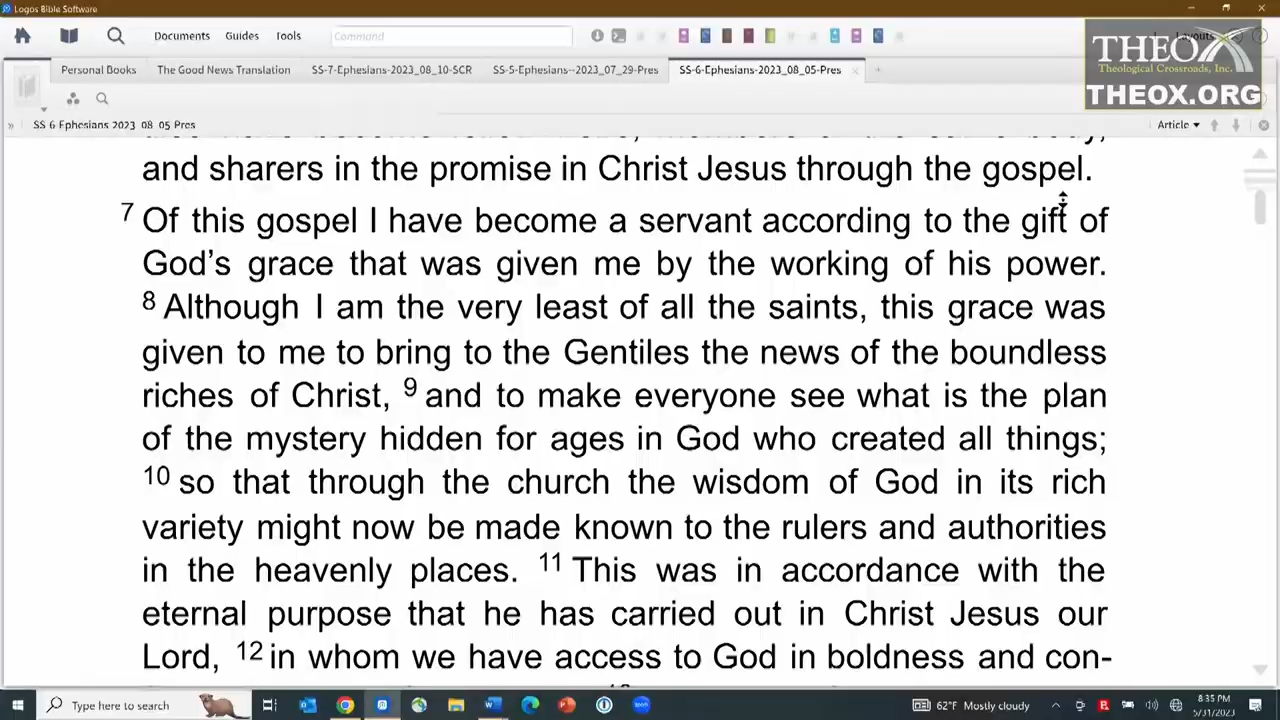 Logos Bible Software
Documents Guides Tools Command
THEOX
Theological Crossroads, Inc.
THEOX.ORG
Personal Books The Good News Translation SS-7-Ephesians-2023_0 SS-5-Ephesians--2023_07_29-Pres SS-6-Ephesians-2023_08_05-Pres
SS 6 Ephesians 2023 08 05 Pres Article
and sharers in the promise in Christ Jesus through the gospel.
7 Of this gospel I have become a servant according to the gift of
God’s grace that was given me by the working of his power.
8 Although I am the very least of all the saints, this grace was
given to me to bring to the Gentiles the news of the boundless
riches of Christ, 9 and to make everyone see what is the plan
of the mystery hidden for ages in God who created all things;
10 so that through the church the wisdom of God in its rich
variety might now be made known to the rulers and authorities
in the heavenly places. 11 This was in accordance with the
eternal purpose that he has carried out in Christ Jesus our
Lord, 12 in whom we have access to God in boldness and con-
Type here to search 62°F Mostly cloudy 8:35 PM
5/31/2023